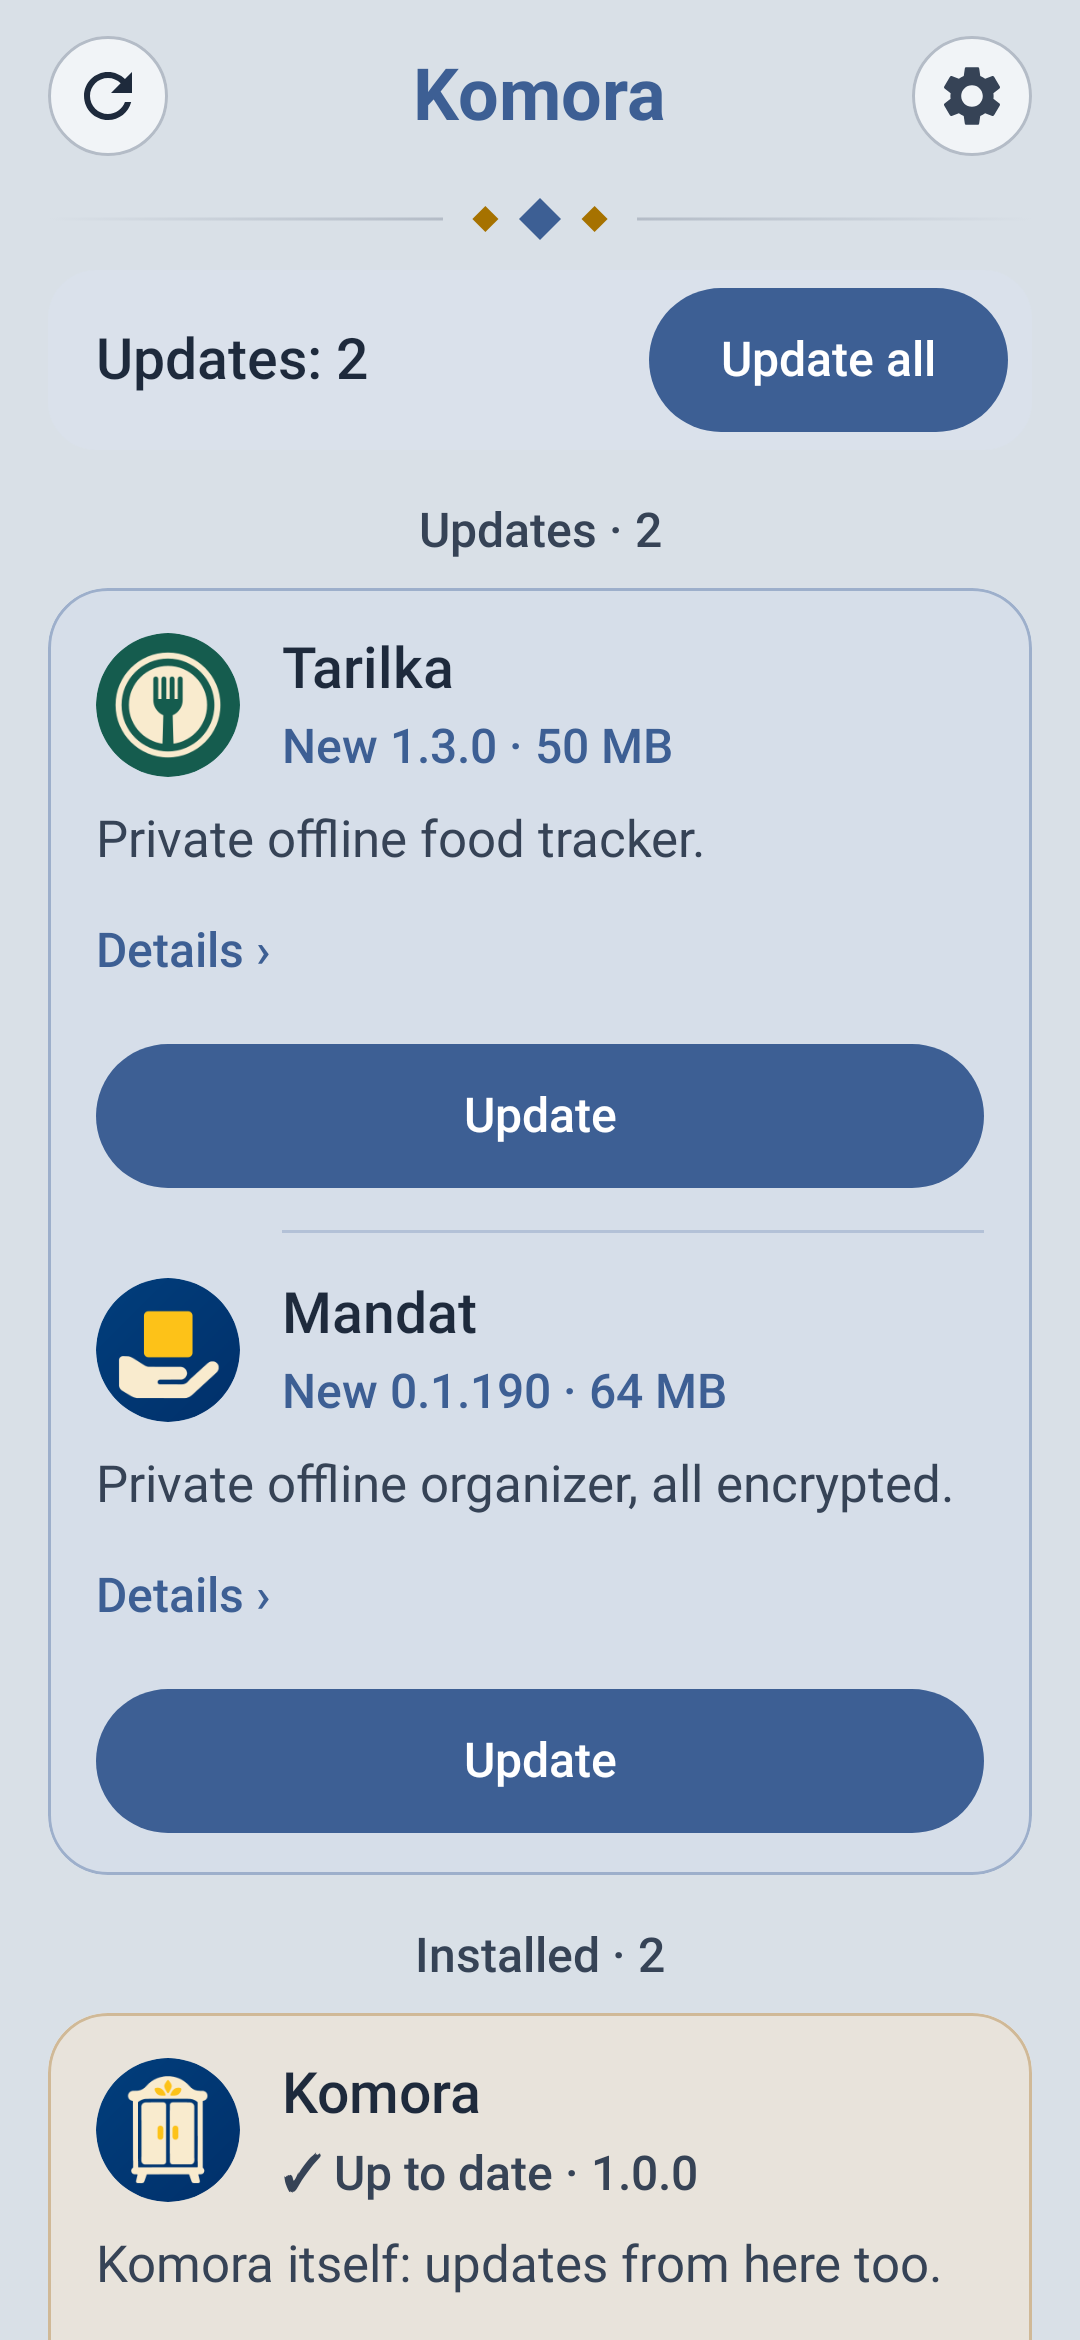 Komora
Updates: 2
Update all
Updates · 2
Tarilka
New 1.3.0 · 50 MB
Private offline food tracker.
Details ›
Update
Mandat
New 0.1.190 · 64 MB
Private offline organizer, all encrypted.
Details ›
Update
Installed · 2
Komora
✓ Up to date · 1.0.0
Komora itself: updates from here too.